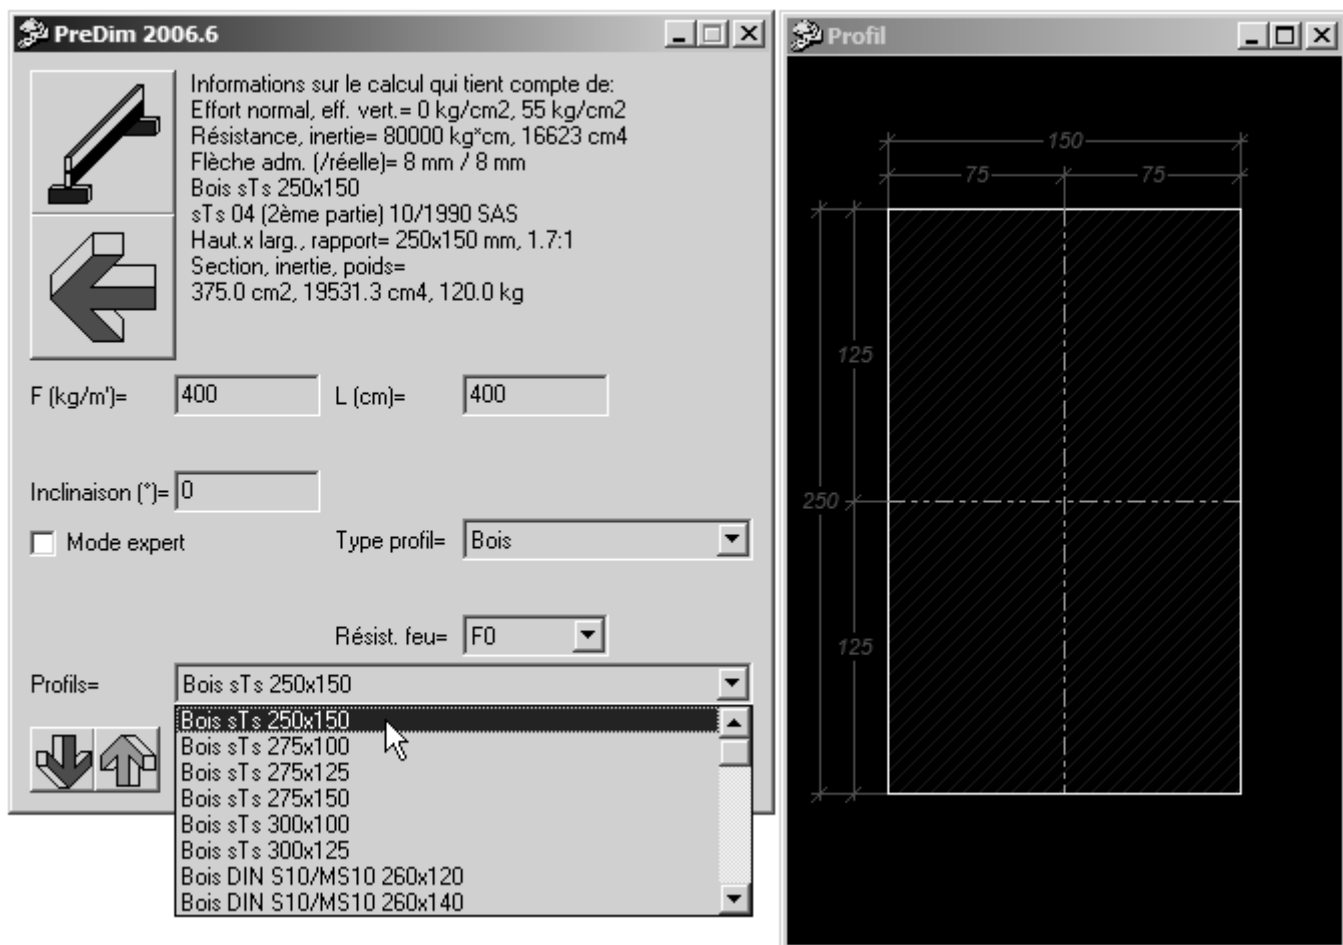 PreDim 2006.6
Informations sur le calcul qui tient compte de:
Effort normal, eff. vert.= 0 kg/cm2, 55 kg/cm2
Résistance, inertie= 80000 kg*cm, 16623 cm4
Flèche adm. (/réelle)= 8 mm / 8 mm
Bois sTs 250x150
sTs 04 (2ème partie) 10/1990 SAS
Haut.x larg., rapport= 250x150 mm, 1.7:1
Section, inertie, poids=
375.0 cm2, 19531.3 cm4, 120.0 kg
F (kg/m')= 400 L (cm)= 400
Inclinaison (°)= 0
Mode expert Type profil= Bois
Résist. feu= F0
Profils= Bois sTs 250x150
Bois sTs 250x150
Bois sTs 275x100
Bois sTs 275x125
Bois sTs 275x150
Bois sTs 300x100
Bois sTs 300x125
Bois DIN S10/MS10 260x120
Bois DIN S10/MS10 260x140
Profil
150
75 75
125
250
125